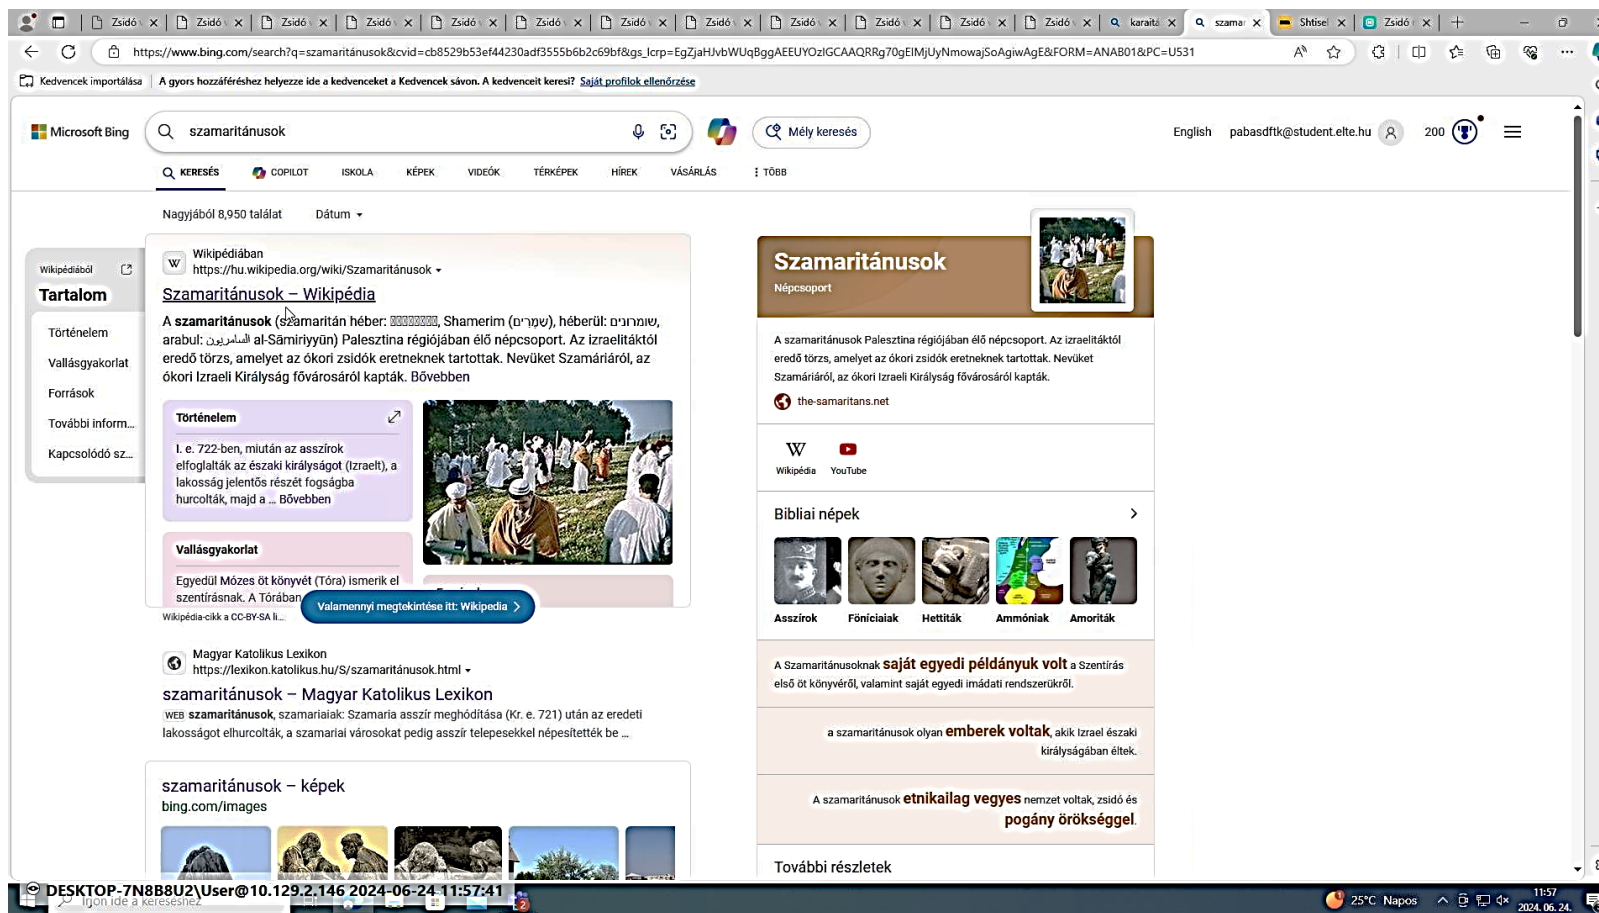 Zsidó
Zsidó
Zsidó
Zsidó
Zsidó
Zsidó
Zsidó
Zsidó
Zsidó
Zsidó
Zsidó
Zsidó
karaitá
szamar
Shtisel
Zsidó
https://www.bing.com/search?q=szamaritánusok&cvid=cb8529b53ef44230adf3555b6b2c69bf&gs_lcrp=EgZjaHJvbWUqBggAEEUYOzIGCAAQRRg70gEIMjUyNmowajSoAgiwAgE&FORM=ANAB01&PC=U531
Kedvencek importálása
A gyors hozzáféréshez helyezze ide a kedvenceket a Kedvencek sávon. A kedvenceit keresi? Saját profilok ellenőrzése
Microsoft Bing
szamaritánusok
Mély keresés
English pabasdftk@student.elte.hu 200
KERESÉS COPILOT ISKOLA KÉPEK VIDEÓK TÉRKÉPEK HÍREK VÁSÁRLÁS TÖBB
Nagyjából 8,950 találat Dátum
Wikipédiából
Tartalom
Történelem
Vallásgyakorlat
Források
További inform...
Kapcsolódó sz...
Wikipédiában
https://hu.wikipedia.org/wiki/Szamaritánusok
Szamaritánusok – Wikipédia
A szamaritánusok (szamaritán héber: Shamerim (שַמֶרִים), héberül: שומרונים,
arabul: السامريون al-Sāmiriyyūn) Palesztina régiójában élő népcsoport. Az izraelitáktól
eredő törzs, amelyet az ókori zsidók eretneknek tartottak. Nevüket Szamáriáról, az
ókori Izraeli Királyság fővárosáról kapták. Bővebben
Történelem
I. e. 722-ben, miután az asszírok
elfoglalták az északi királyságot (Izraelt), a
lakosság jelentős részét fogságba
hurcolták, majd a ... Bővebben
Vallásgyakorlat
Egyedül Mózes öt könyvét (Tóra) ismerik el
szentírásnak. A Tórában
Valamennyi megtekintése itt: Wikipedia
Wikipédia-cikk a CC-BY-SA li...
Magyar Katolikus Lexikon
https://lexikon.katolikus.hu/S/szamaritánusok.html
szamaritánusok – Magyar Katolikus Lexikon
WEB szamaritánusok, szamariaiak: Szamaria asszír meghódítása (Kr. e. 721) után az eredeti
lakosságot elhurcolták, a szamariai városokat pedig asszír telepesekkel népesítették be ...
szamaritánusok – képek
bing.com/images
Szamaritánusok
Népcsoport
A szamaritánusok Palesztina régiójában élő népcsoport. Az izraelitáktól
eredő törzs, amelyet az ókori zsidók eretneknek tartottak. Nevüket
Szamáriáról, az ókori Izraeli Királyság fővárosáról kapták.
the-samaritans.net
Wikipédia YouTube
Bibliai népek
Asszírok Föníciaiak Hettiták Ammóniak Amoriták
A Szamaritánusoknak saját egyedi példányuk volt a Szentírás
első öt könyvéről, valamint saját egyedi imádati rendszerükről.
a szamaritánusok olyan emberek voltak, akik Izrael északi
királyságában éltek.
A szamaritánusok etnikailag vegyes nemzet voltak, zsidó és
pogány örökséggel.
További részletek
DESKTOP-7N8B8U2\User@10.129.2.146 2024-06-24 11:57:41
Írjon ide a kereséshez
2
25°C Napos
11:57
2024. 06. 24.